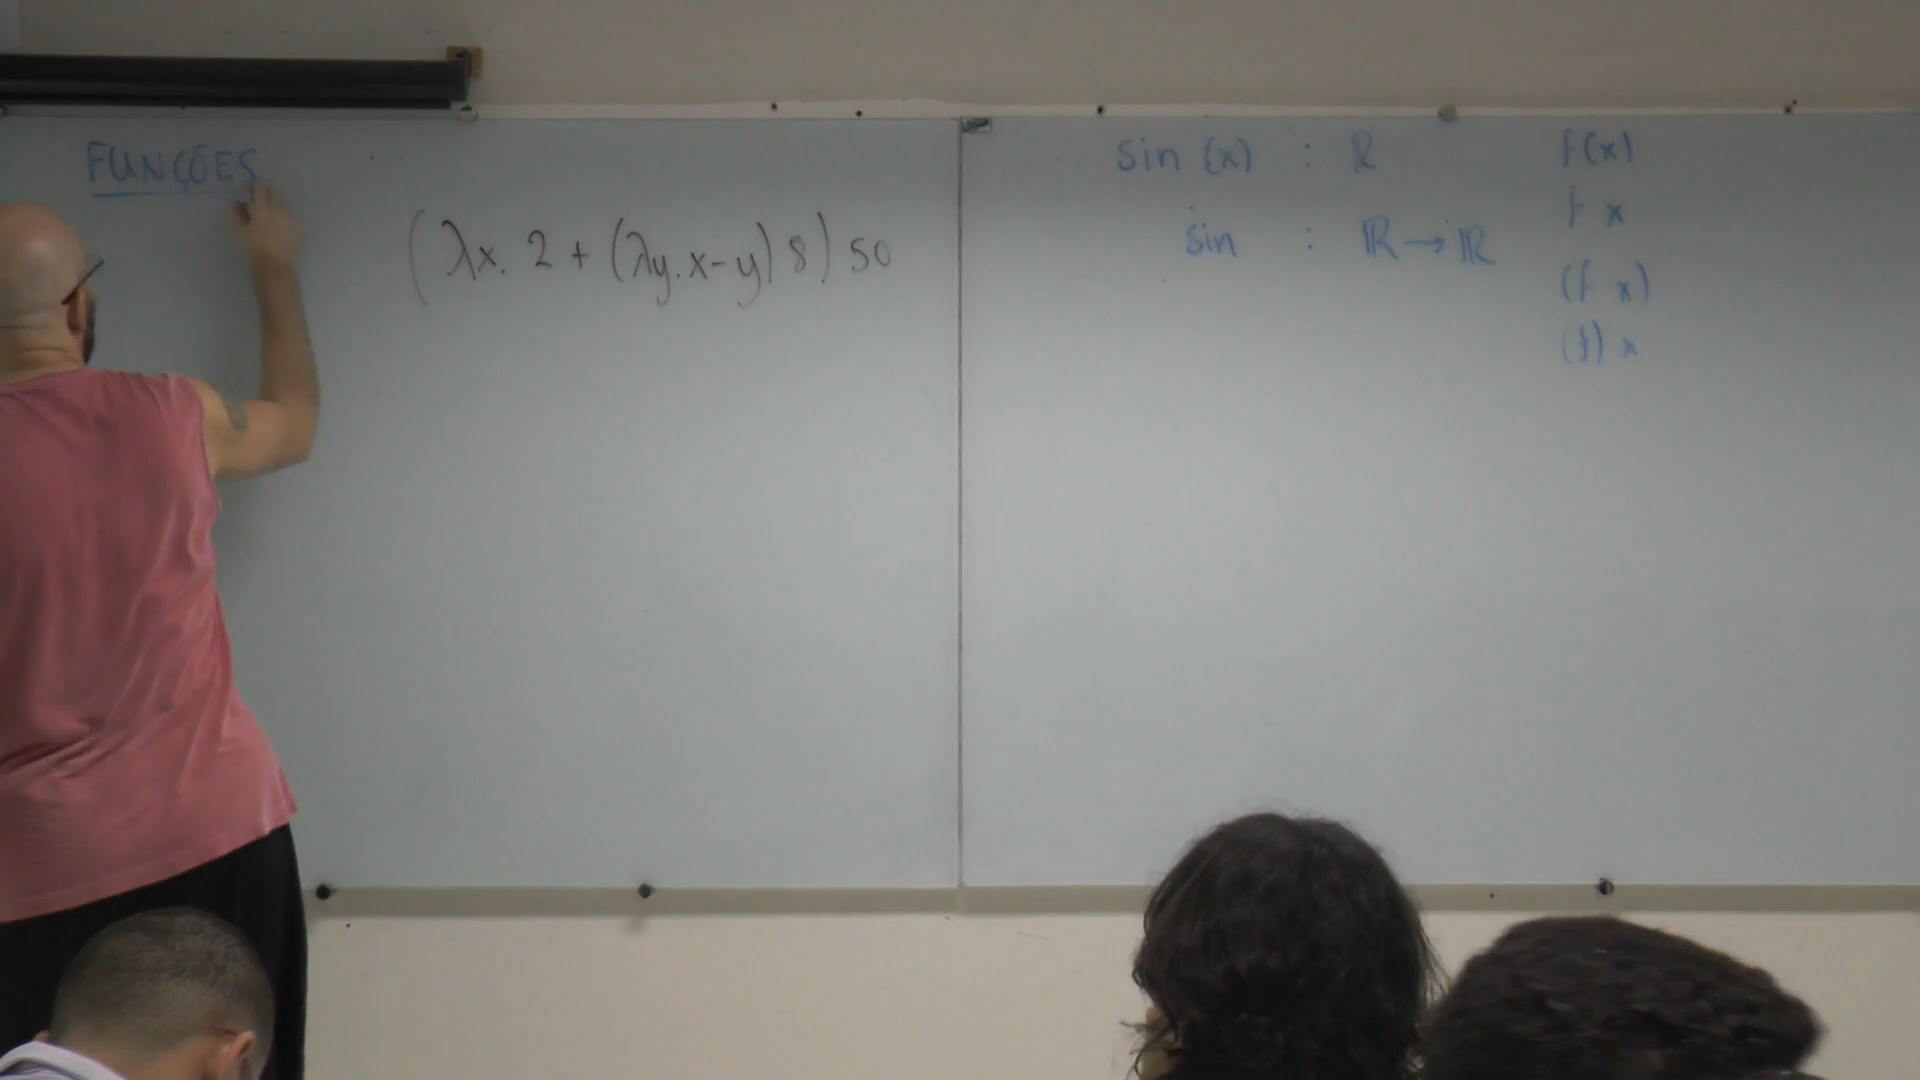 FUNÇÕES
(λx. 2 + (λy. x-y) 8) 50
sin (x) : ℝ
sin : ℝ → ℝ
f(x)
f x
(f x)
(f) x